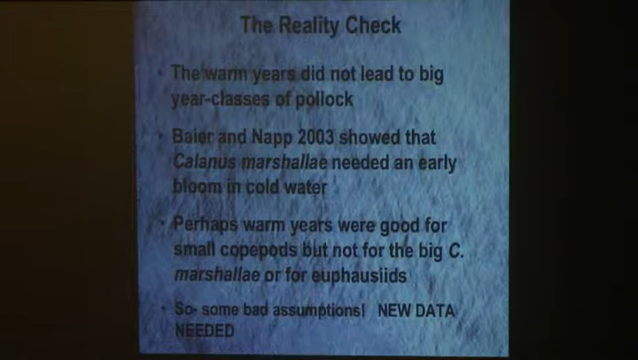 The Reality Check
• The warm years did not lead to big
year-classes of pollock
• Baier and Napp 2003 showed that
Calanus marshallae needed an early
bloom in cold water
• Perhaps warm years were good for
small copepods but not for the big C.
marshallae or for euphausiids
• So- some bad assumptions! NEW DATA
NEEDED